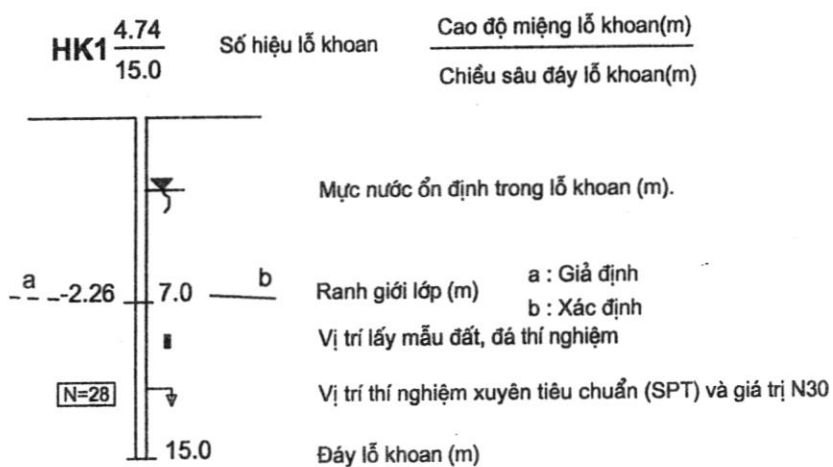 HK1 4.74 Số hiệu lỗ khoan Cao độ miệng lỗ khoan(m)
15.0 Chiều sâu đáy lỗ khoan(m)
Mực nước ổn định trong lỗ khoan (m).
a -2.26 7.0 b Ranh giới lớp (m) a : Giả định
b : Xác định
Vị trí lấy mẫu đất, đá thí nghiệm
N=28 Vị trí thí nghiệm xuyên tiêu chuẩn (SPT) và giá trị N30
15.0 Đáy lỗ khoan (m)